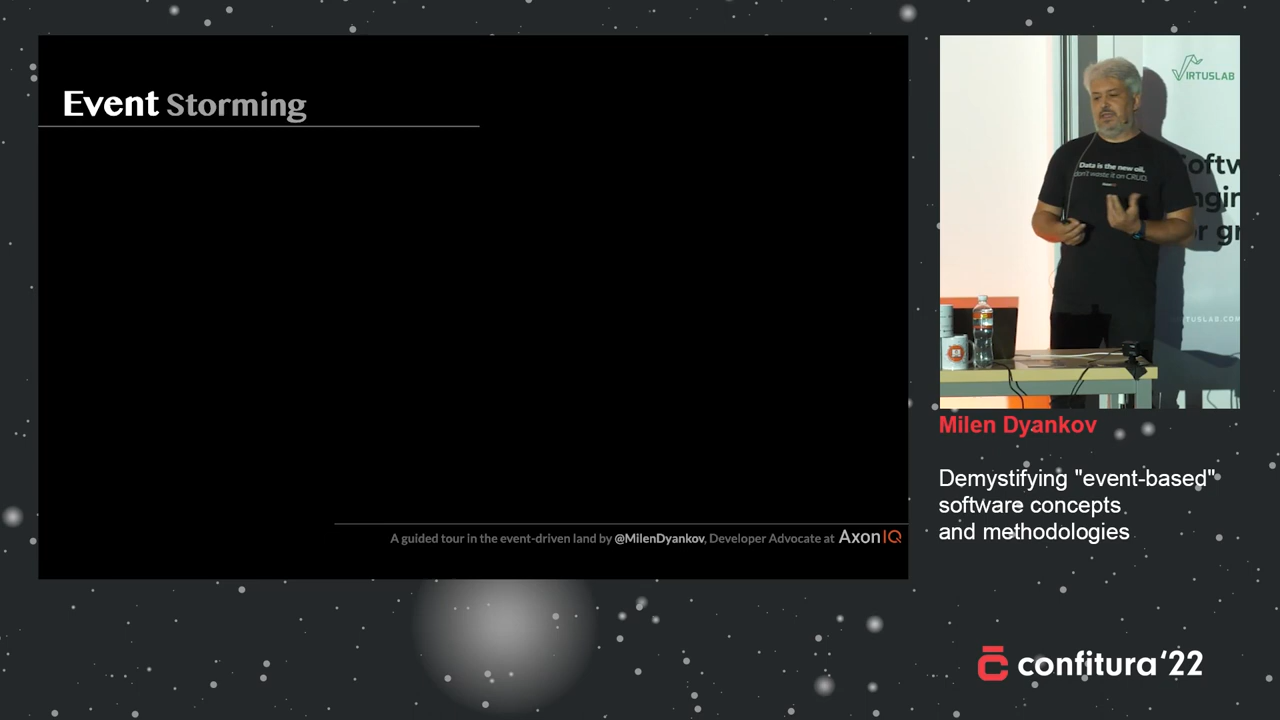 Event Storming
A guided tour in the event-driven land by @MilenDyankov, Developer Advocate at AxonIQ
VIRTUSLAB
Data is the new oil,
don't waste it on CRUD.
Milen Dyankov
Demystifying "event-based"
software concepts
and methodologies
confitura‘22